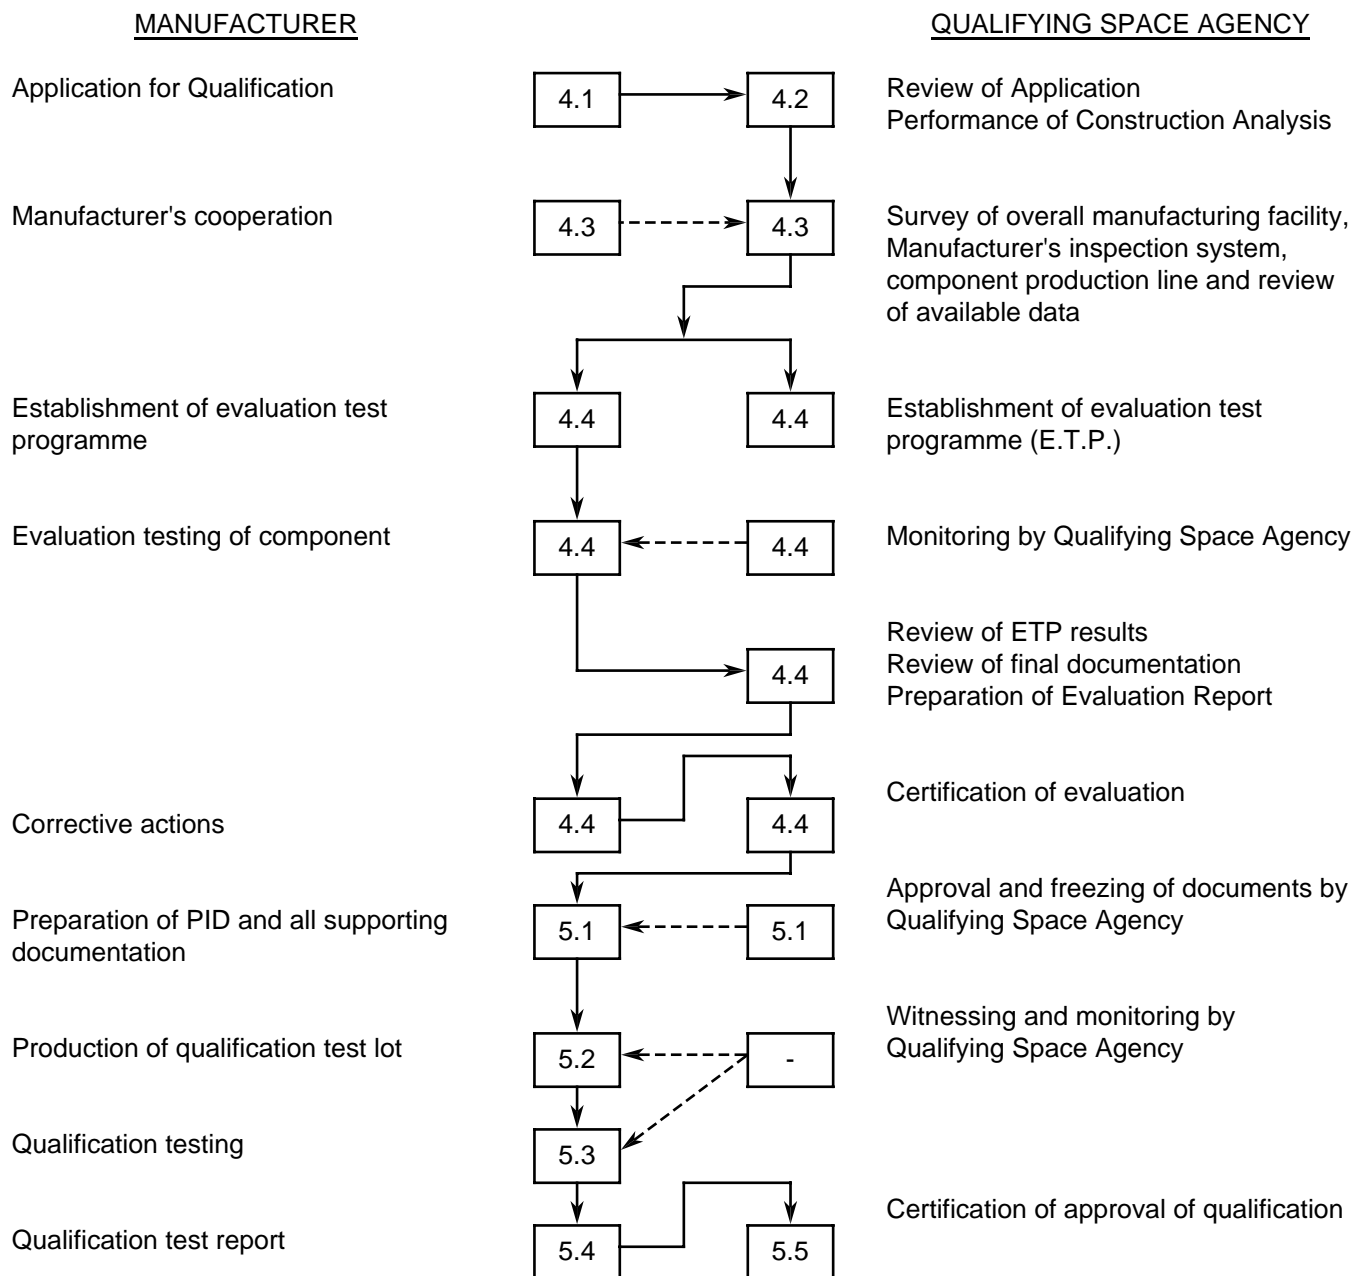 MANUFACTURER
QUALIFYING SPACE AGENCY
Application for Qualification
4.1
4.2
Review of Application
Performance of Construction Analysis
Manufacturer's cooperation
4.3
4.3
Survey of overall manufacturing facility,
Manufacturer's inspection system,
component production line and review
of available data
Establishment of evaluation test
programme
4.4
4.4
Establishment of evaluation test
programme (E.T.P.)
Evaluation testing of component
4.4
4.4
Monitoring by Qualifying Space Agency
4.4
Review of ETP results
Review of final documentation
Preparation of Evaluation Report
Corrective actions
4.4
4.4
Certification of evaluation
Preparation of PID and all supporting
documentation
5.1
5.1
Approval and freezing of documents by
Qualifying Space Agency
Production of qualification test lot
5.2
-
Witnessing and monitoring by
Qualifying Space Agency
Qualification testing
5.3
Qualification test report
5.4
5.5
Certification of approval of qualification